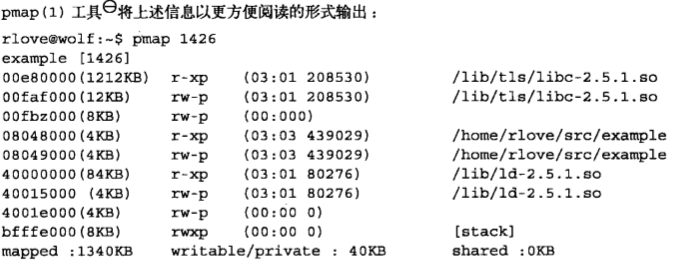 pmap(1) 工具⊖将上述信息以更方便阅读的形式输出：
rlove@wolf:~$ pmap 1426
example [1426]
00e80000(1212KB) r-xp (03:01 208530) /lib/tls/libc-2.5.1.so
00faf000(12KB) rw-p (03:01 208530) /lib/tls/libc-2.5.1.so
00fbz000(8KB) rw-p (00:000)
08048000(4KB) r-xp (03:03 439029) /home/rlove/src/example
08049000(4KB) rw-p (03:03 439029) /home/rlove/src/example
40000000(84KB) r-xp (03:01 80276) /lib/ld-2.5.1.so
40015000 (4KB) rw-p (03:01 80276) /lib/ld-2.5.1.so
4001e000(4KB) rw-p (00:00 0)
bfffe000(8KB) rwxp (00:00 0) [stack]
mapped :1340KB writable/private : 40KB shared :0KB